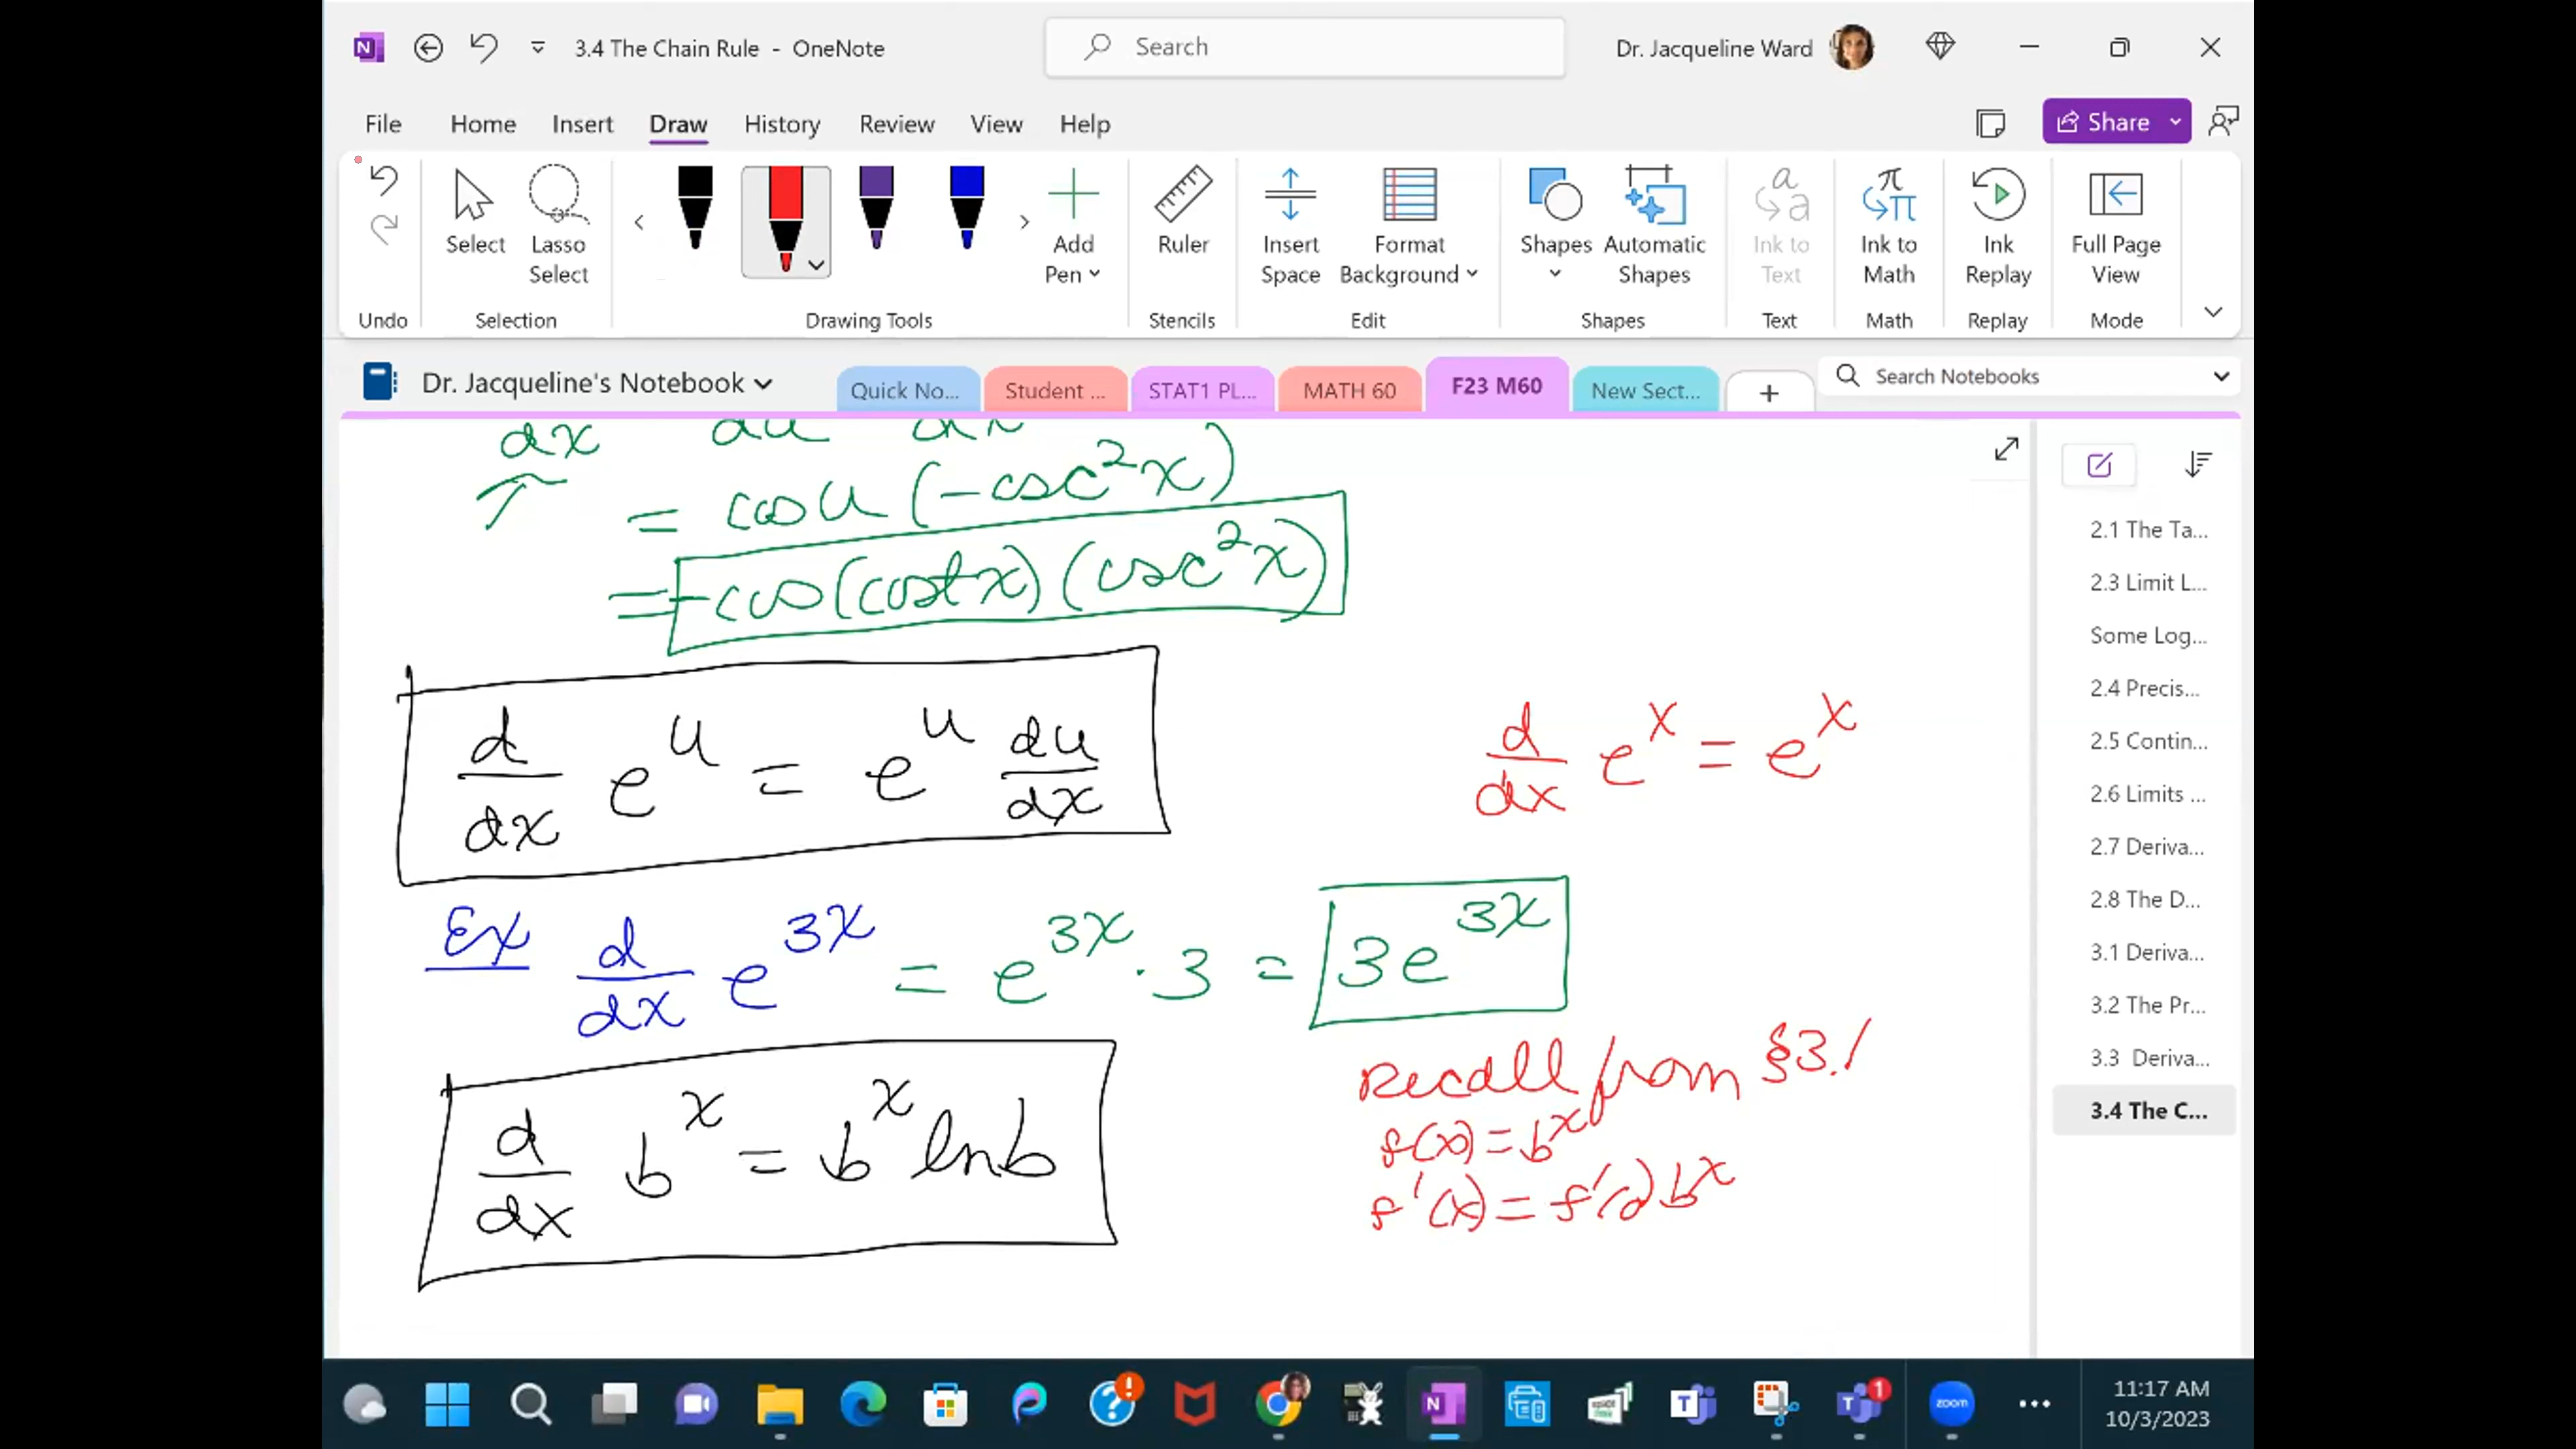 3.4 The Chain Rule - OneNote
Search
Dr. Jacqueline Ward
File Home Insert Draw History Review View Help
Share
Select
Lasso Select
Add Pen
Ruler
Insert Space
Format Background
Shapes
Automatic Shapes
Ink to Text
Ink to Math
Ink Replay
Full Page View
Undo Selection Drawing Tools Stencils Edit Shapes Text Math Replay Mode
Dr. Jacqueline's Notebook
Quick No... Student ... STAT1 PL... MATH 60 F23 M60 New Sect... +
Search Notebooks
dx du dx
= cos u (-csc²x)
= -cos(costx)(csc²x)
d/dx e^u = e^u du/dx
d/dx e^x = e^x
Ex d/dx e^3x = e^3x · 3 = 3e^3x
Recall from §3.1
f(x) = b^x
d/dx b^x = b^x ln b
f'(x) = f'(0) b^x
2.1 The Ta...
2.3 Limit L...
Some Log...
2.4 Precis...
2.5 Contin...
2.6 Limits ...
2.7 Deriva...
2.8 The D...
3.1 Deriva...
3.2 The Pr...
3.3 Deriva...
3.4 The C...
zoom
1
11:17 AM
10/3/2023